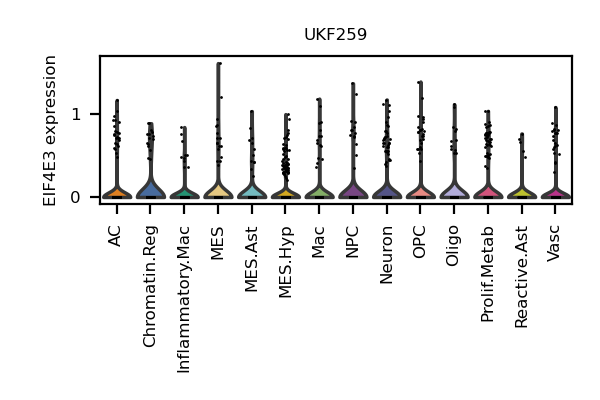 UKF259
EIF4E3 expression
1
0
AC
Chromatin.Reg
Inflammatory.Mac
MES
MES.Ast
MES.Hyp
Mac
NPC
Neuron
OPC
Oligo
Prolif.Metab
Reactive.Ast
Vasc